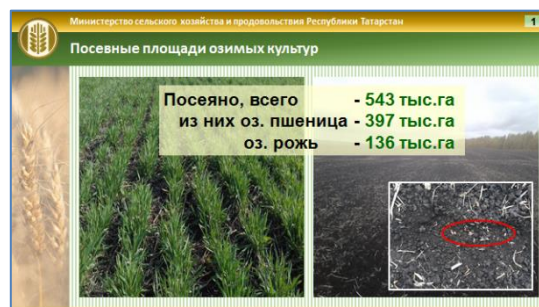 Министерство сельского хозяйства и продовольствия Республики Татарстан
1
Посевные площади озимых культур
Посеяно, всего - 543 тыс.га
из них оз. пшеница - 397 тыс.га
оз. рожь - 136 тыс.га